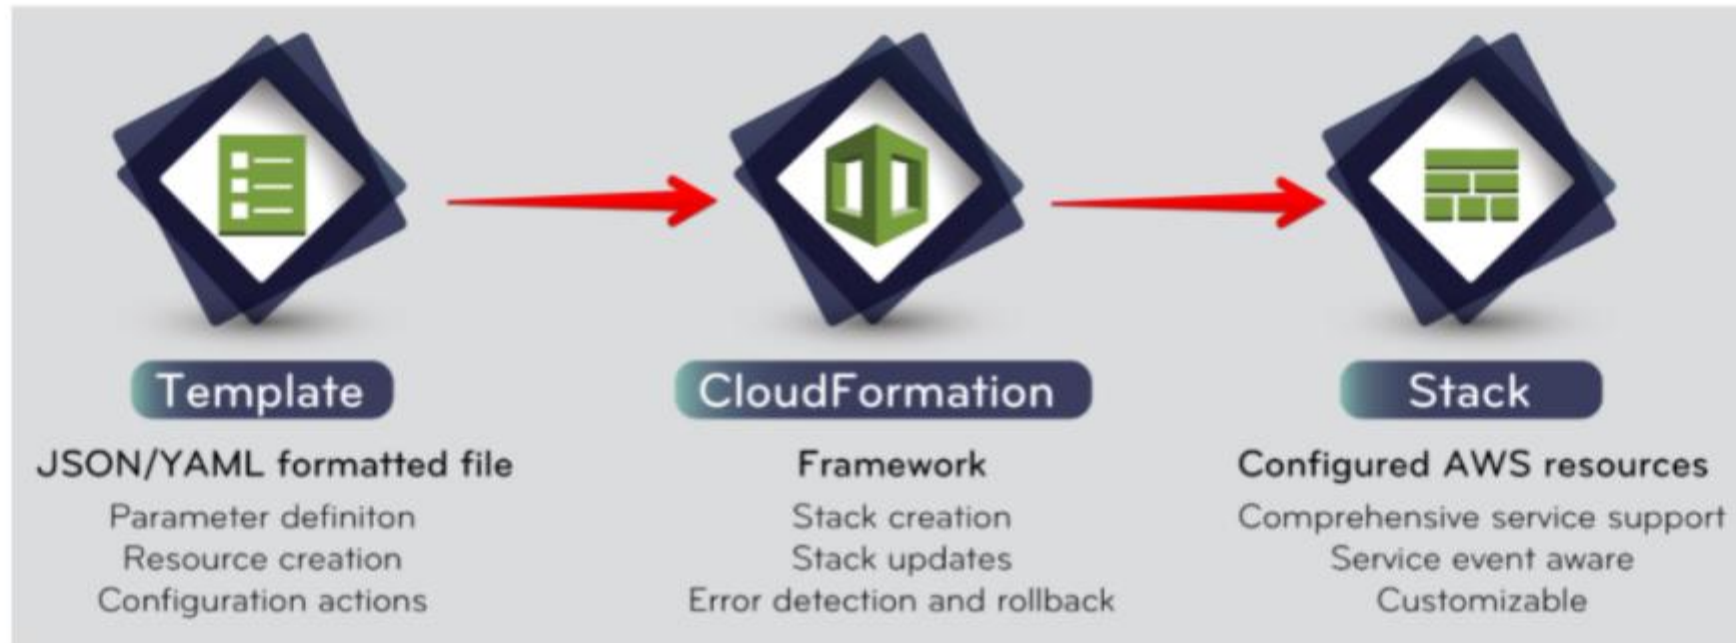 Template
JSON/YAML formatted file
Parameter definiton
Resource creation
Configuration actions
CloudFormation
Framework
Stack creation
Stack updates
Error detection and rollback
Stack
Configured AWS resources
Comprehensive service support
Service event aware
Customizable